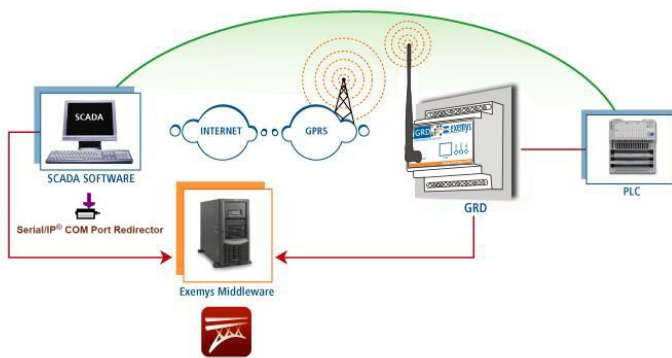 SCADA
SCADA SOFTWARE
Serial/IP® COM Port Redirector
INTERNET
GPRS
GRD
exemys
GRD
PLC
Exemys Middleware